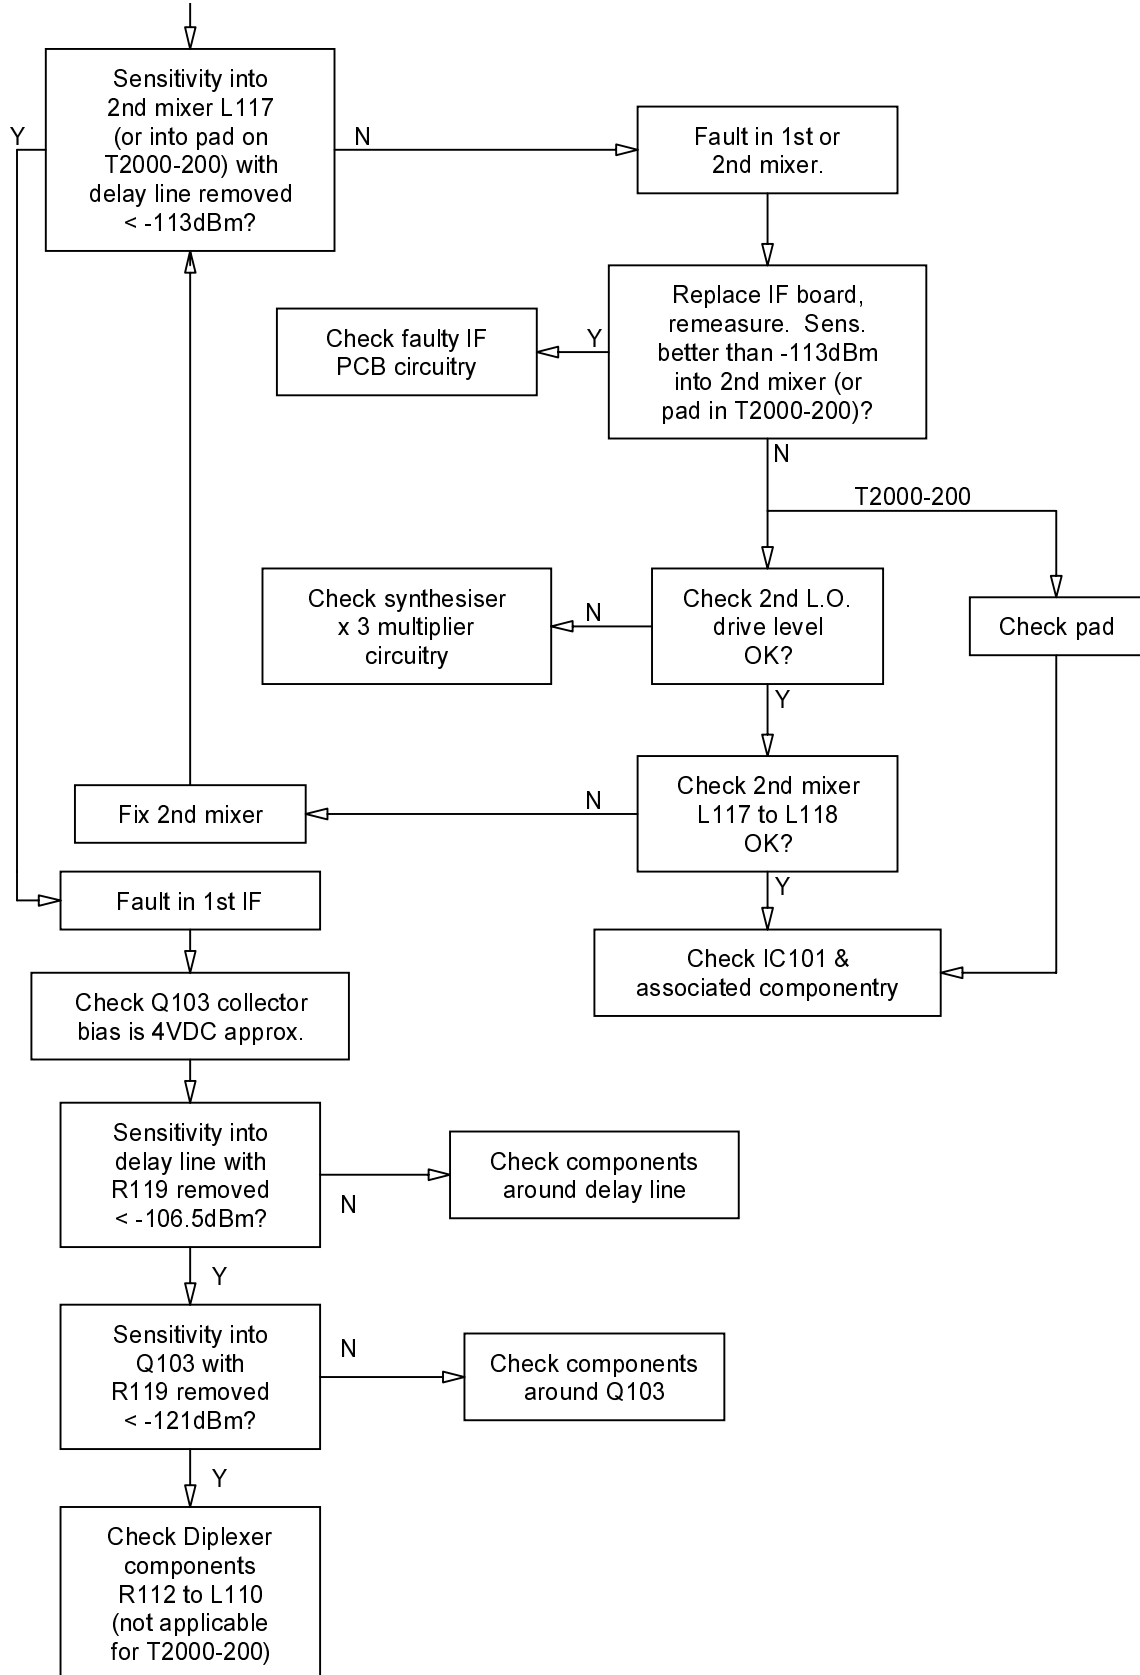 Sensitivity into
2nd mixer L117
(or into pad on
T2000-200) with
delay line removed
< -113dBm?
Y
N
Fault in 1st or
2nd mixer.
Replace IF board,
remeasure. Sens.
better than -113dBm
into 2nd mixer (or
pad in T2000-200)?
Y
Check faulty IF
PCB circuitry
N
T2000-200
Check 2nd L.O.
drive level
OK?
N
Check synthesiser
x 3 multiplier
circuitry
Check pad
Y
Check 2nd mixer
L117 to L118
OK?
N
Fix 2nd mixer
Y
Check IC101 &
associated componentry
Fault in 1st IF
Check Q103 collector
bias is 4VDC approx.
Sensitivity into
delay line with
R119 removed
< -106.5dBm?
N
Check components
around delay line
Y
Sensitivity into
Q103 with
R119 removed
< -121dBm?
N
Check components
around Q103
Y
Check Diplexer
components
R112 to L110
(not applicable
for T2000-200)